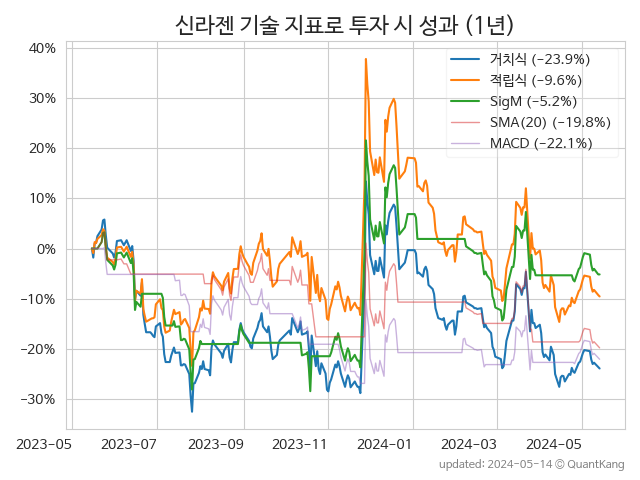 신라젠 기술 지표로 투자 시 성과 (1년)
40%
30%
20%
10%
0%
−10%
−20%
−30%
거치식 (−23.9%)
적립식 (−9.6%)
SigM (−5.2%)
SMA(20) (−19.8%)
MACD (−22.1%)
2023-05 2023-07 2023-09 2023-11 2024-01 2024-03 2024-05
updated: 2024-05-14 ⓒ QuantKang